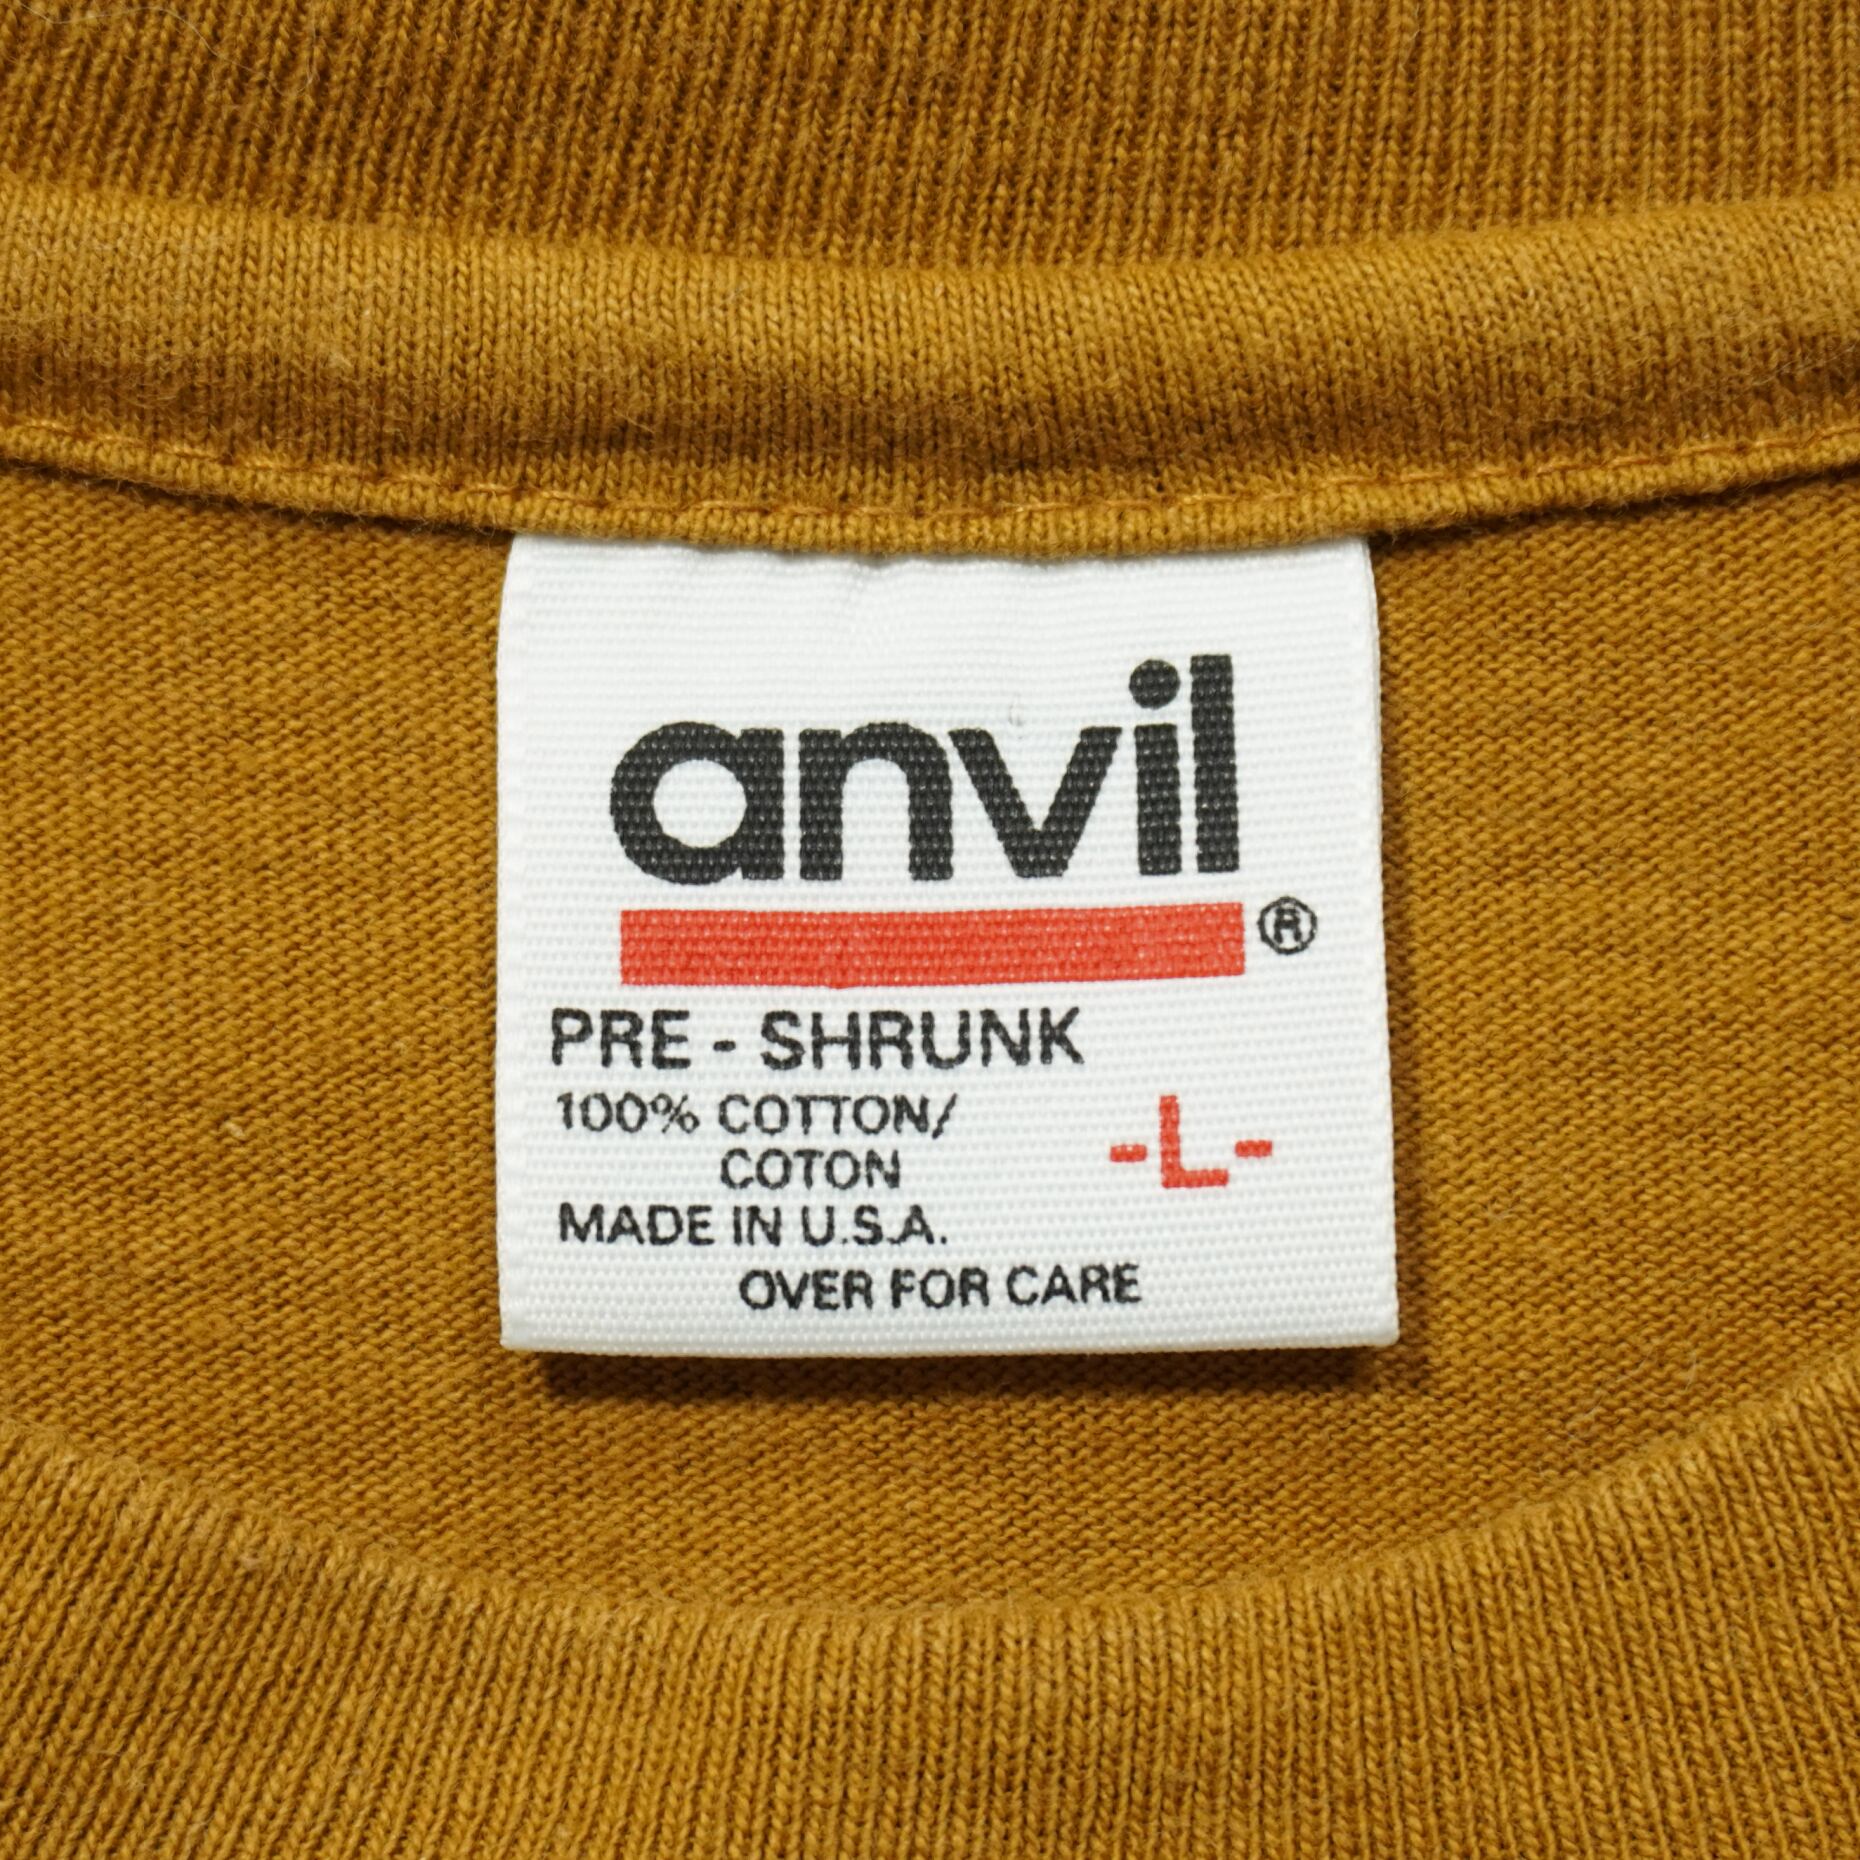 anvil
®
PRE - SHRUNK
100% COTTON/
COTON
-L-
MADE IN U.S.A.
OVER FOR CARE